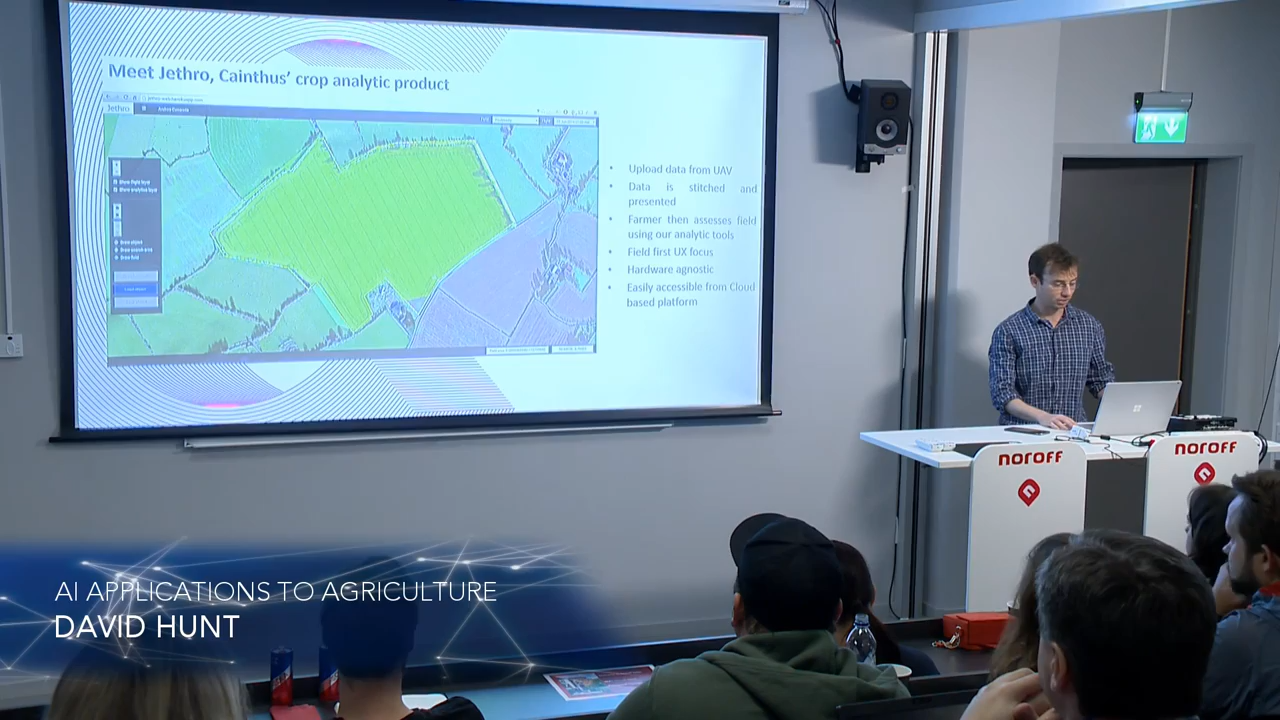 Meet Jethro, Cainthus' crop analytic product
Jethro
• Upload data from UAV
• Data is stitched and
presented
• Farmer then assesses field
using our analytic tools
• Field first UX focus
• Hardware agnostic
• Easily accessible from Cloud
based platform
noroff
noroff
AI APPLICATIONS TO AGRICULTURE
DAVID HUNT